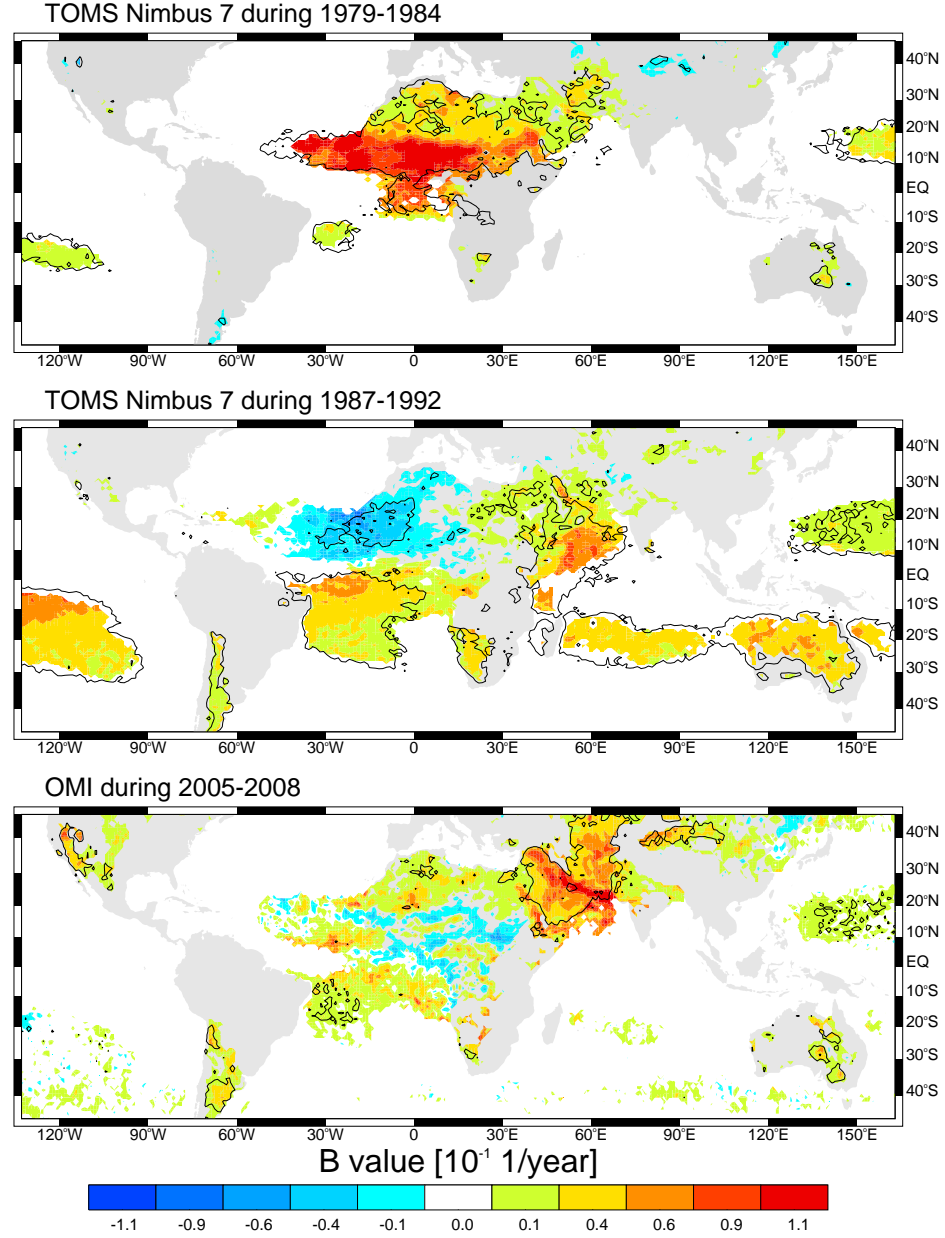 TOMS Nimbus 7 during 1979-1984
40°N
30°N
20°N
10°N
EQ
10°S
20°S
30°S
40°S
120°W 90°W 60°W 30°W 0 30°E 60°E 90°E 120°E 150°E
TOMS Nimbus 7 during 1987-1992
40°N
30°N
20°N
10°N
EQ
10°S
20°S
30°S
40°S
120°W 90°W 60°W 30°W 0 30°E 60°E 90°E 120°E 150°E
OMI during 2005-2008
40°N
30°N
20°N
10°N
EQ
10°S
20°S
30°S
40°S
120°W 90°W 60°W 30°W 0 30°E 60°E 90°E 120°E 150°E
B value [10⁻¹ 1/year]
-1.1 -0.9 -0.6 -0.4 -0.1 0.0 0.1 0.4 0.6 0.9 1.1